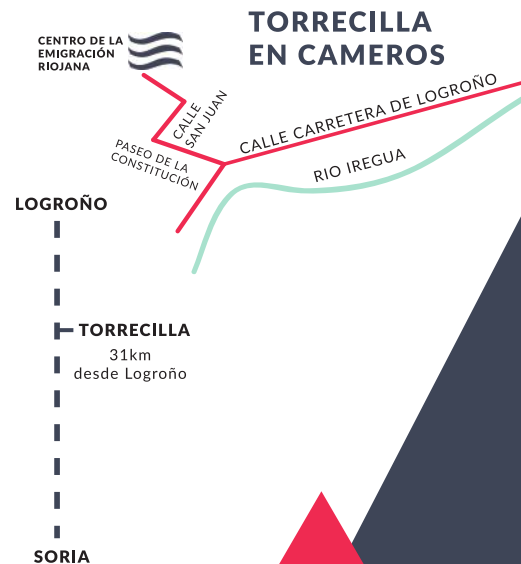 TORRECILLA
EN CAMEROS
CENTRO DE LA
EMIGRACIÓN
RIOJANA
CALLE
SAN JUAN
CALLE CARRETERA DE LOGROÑO
PASEO DE LA
CONSTITUCIÓN
RIO IREGUA
LOGROÑO
TORRECILLA
31km
desde Logroño
SORIA